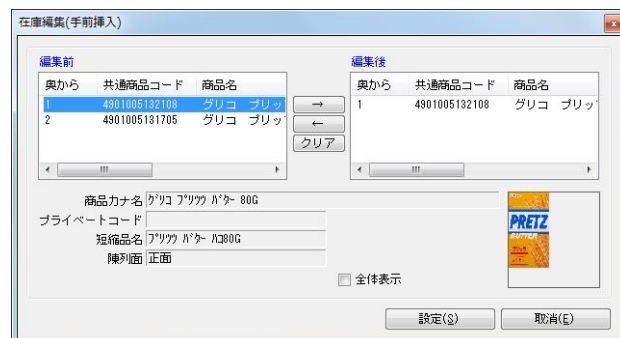 在庫編集(手前挿入)
編集前
奥から 共通商品コード 商品名
1 4901005132108 グリコ プリッ
2 4901005131705 グリコ プリッ
→
←
クリア
編集後
奥から 共通商品コード 商品名
1 4901005132108 グリコ プリッ
商品カナ名 ｸﾞﾘｺ ﾌﾟﾘﾂﾂ ﾊﾞﾀｰ 80G
プライベートコード
短縮品名 ﾌﾟﾘﾂﾂ ﾊﾞﾀｰ ﾊｺ80G
陳列面 正面
PRETZ
全体表示
設定(S) 取消(E)